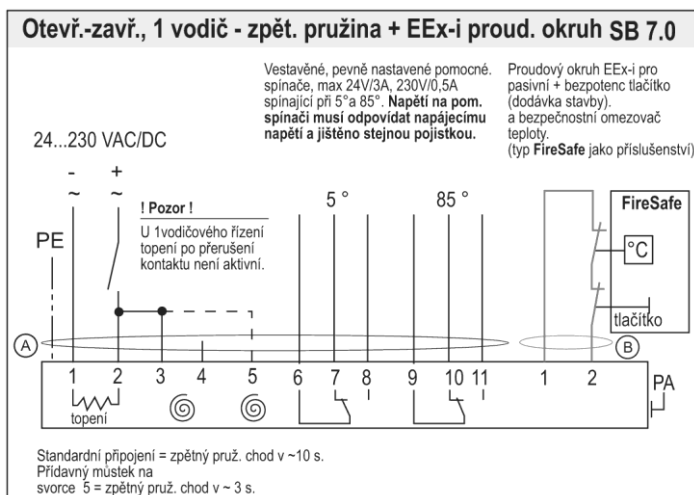 Otevř.-zavř., 1 vodič - zpět. pružina + EEx-i proud. okruh SB 7.0
Vestavěné, pevně nastavené pomocné.
spínače, max 24V/3A, 230V/0,5A
spínající při 5°a 85°. Napětí na pom.
spínači musí odpovídat napájecímu
napětí a jištěno stejnou pojistkou.
Proudový okruh EEx-i pro
pasivní + bezpotenc tlačítko
(dodávka stavby).
a bezpečnostní omezovač
teploty.
(typ FireSafe jako příslušenství)
24...230 VAC/DC
- +
~ ~
! Pozor !
U 1vodičového řízení
topení po přerušení
kontaktu není aktivní.
5 °
85 °
FireSafe
°C
tlačítko
PE
A
B
1 2 3 4 5 6 7 8 9 10 11
1 2
PA
topení
Standardní připojení = zpětný pruž. chod v ~10 s.
Přídavný můstek na
svorce 5 = zpětný pruž. chod v ~ 3 s.